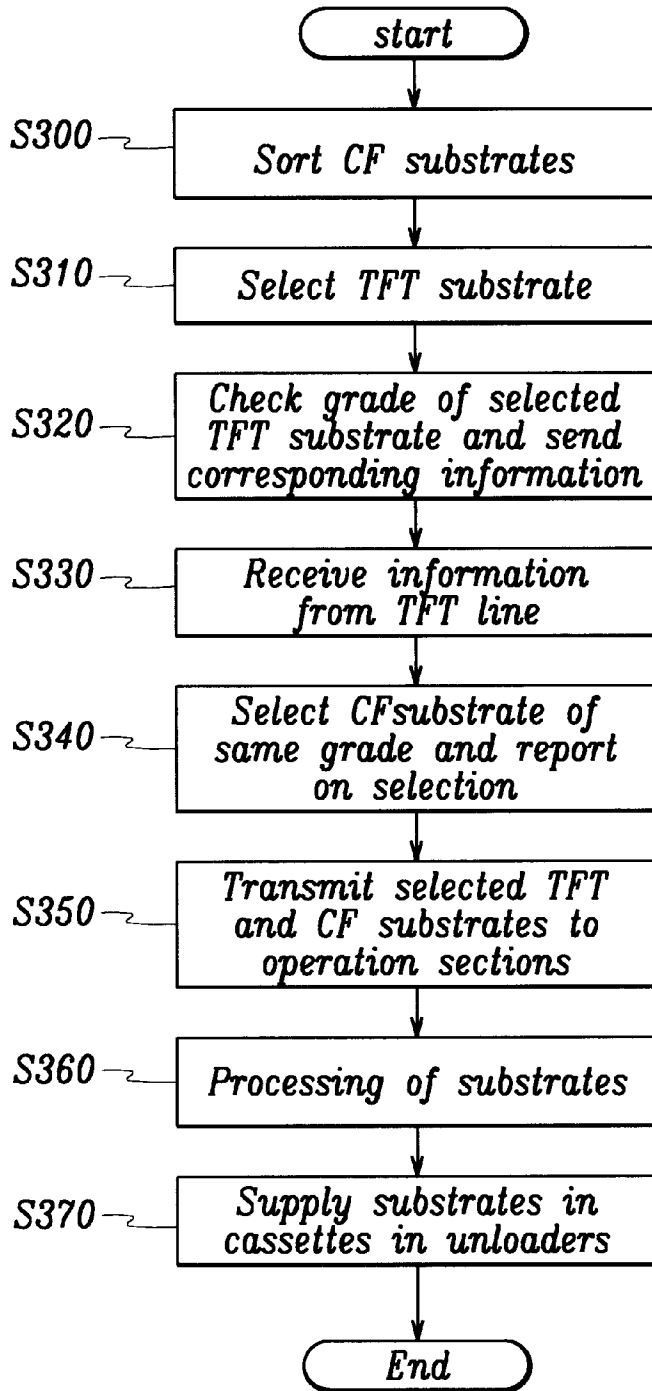 start
S300
Sort CF substrates
S310
Select TFT substrate
S320
Check grade of selected
TFT substrate and send
corresponding information
S330
Receive information
from TFT line
S340
Select CFsubstrate of
same grade and report
on selection
S350
Transmit selected TFT
and CF substrates to
operation sections
S360
Processing of substrates
S370
Supply substrates in
cassettes in unloaders
End